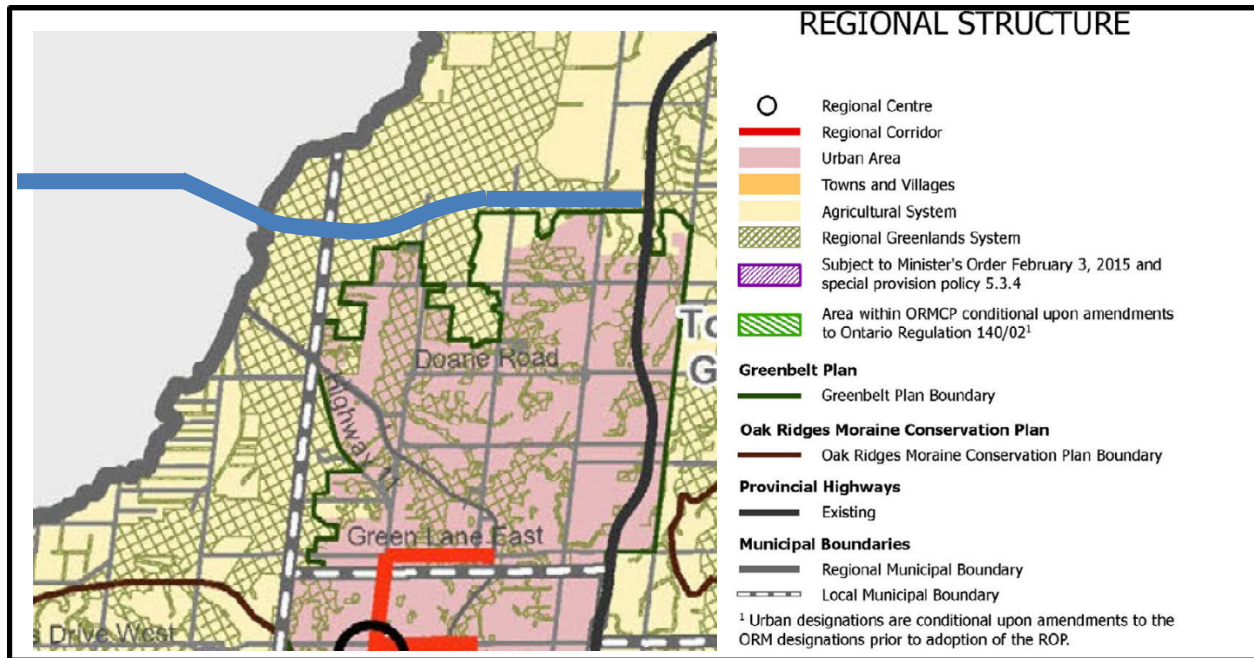 REGIONAL STRUCTURE
Regional Centre
Regional Corridor
Urban Area
Towns and Villages
Agricultural System
Regional Greenlands System
Subject to Minister's Order February 3, 2015 and
special provision policy 5.3.4
Area within ORMCP conditional upon amendments
to Ontario Regulation 140/02¹
Greenbelt Plan
Greenbelt Plan Boundary
Oak Ridges Moraine Conservation Plan
Oak Ridges Moraine Conservation Plan Boundary
Provincial Highways
Existing
Municipal Boundaries
Regional Municipal Boundary
Local Municipal Boundary
¹ Urban designations are conditional upon amendments to the
ORM designations prior to adoption of the ROP.
To
G
Doane Road
Highway 11
Green Lane East
s Drive West